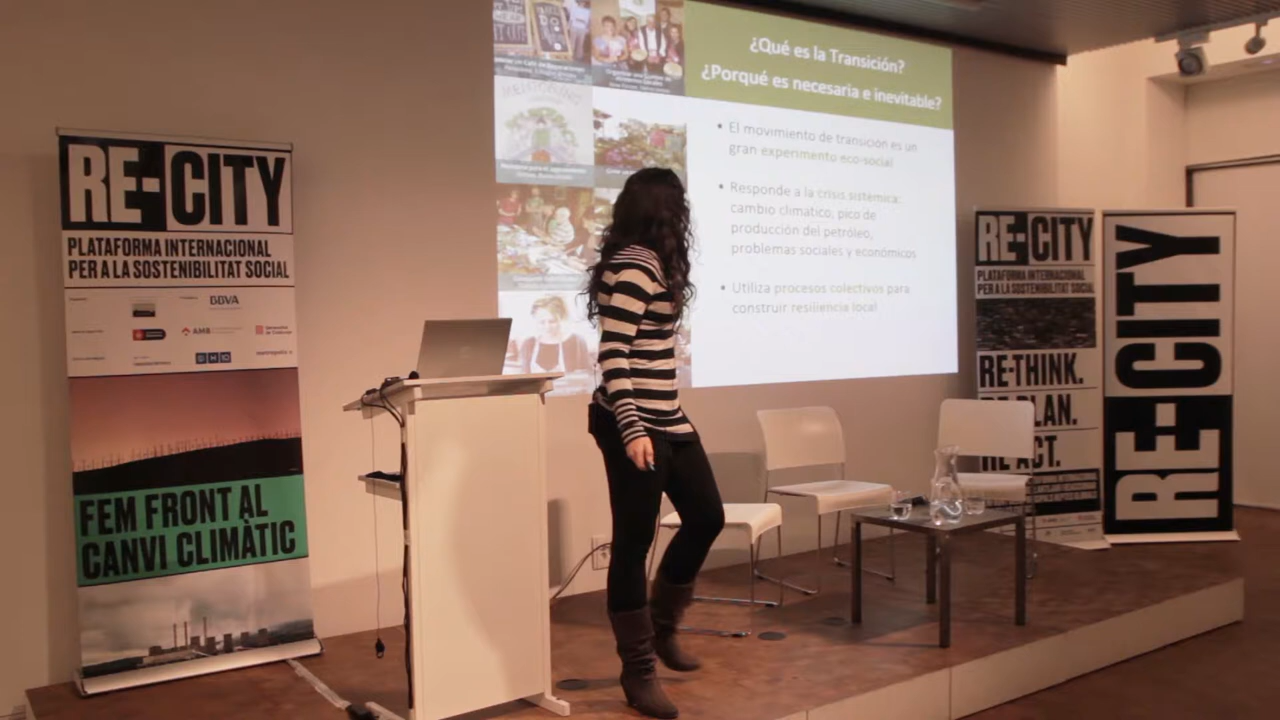 RE-CITY
PLATAFORMA INTERNACIONAL
PER A LA SOSTENIBILITAT SOCIAL
BBVA
AMB
FEM FRONT AL
CANVI CLIMÀTIC
¿Qué es la Transición?
¿Porqué es necesaria e inevitable?
• El movimiento de transición es un
gran experimento eco-social
• Responde a la crisis sistémica:
cambio climático, pico de
producción del petróleo,
problemas sociales y económicos
• Utiliza procesos colectivos para
construir resiliencia local
RE-CITY
PLATAFORMA INTERNACIONAL
PER A LA SOSTENIBILITAT SOCIAL
RE-THINK.
PLAN.
ACT.
RE-CITY